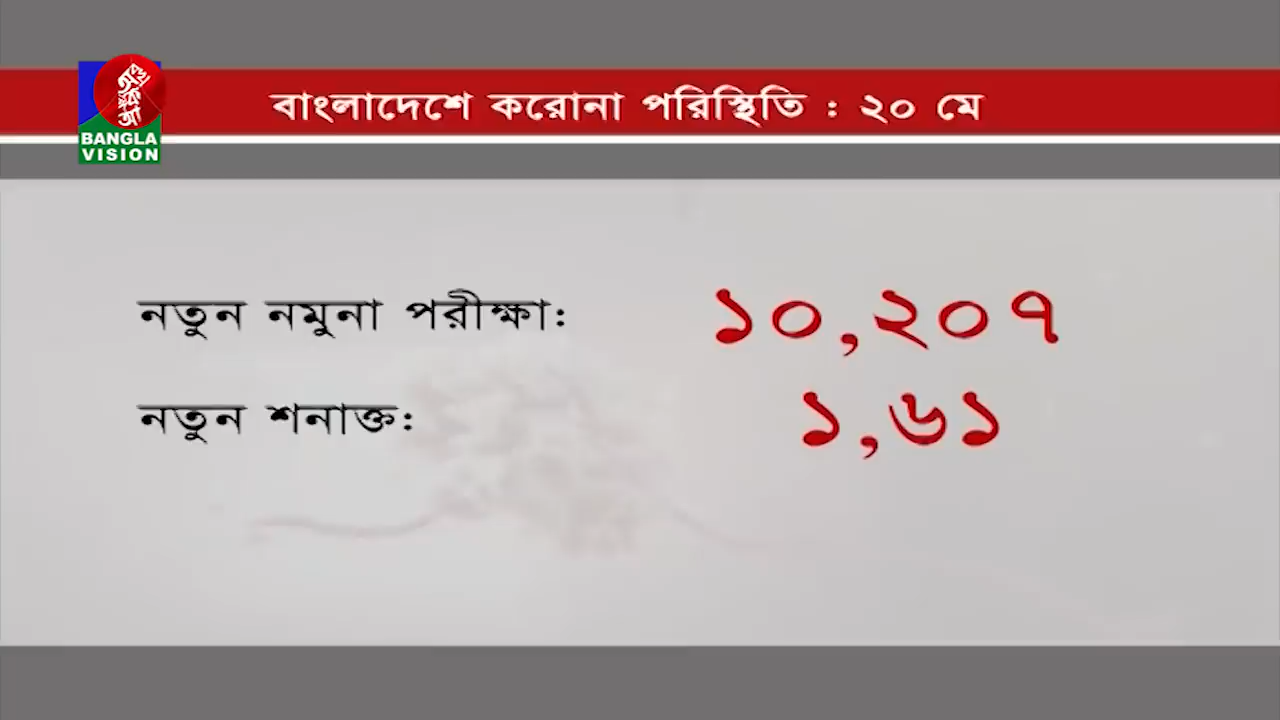 বাংলাদেশে করোনা পরিস্থিতি : ২০ মে
BANGLA
VISION
নতুন নমুনা পরীক্ষা: ১০,২০৭
নতুন শনাক্ত: ১,৬১